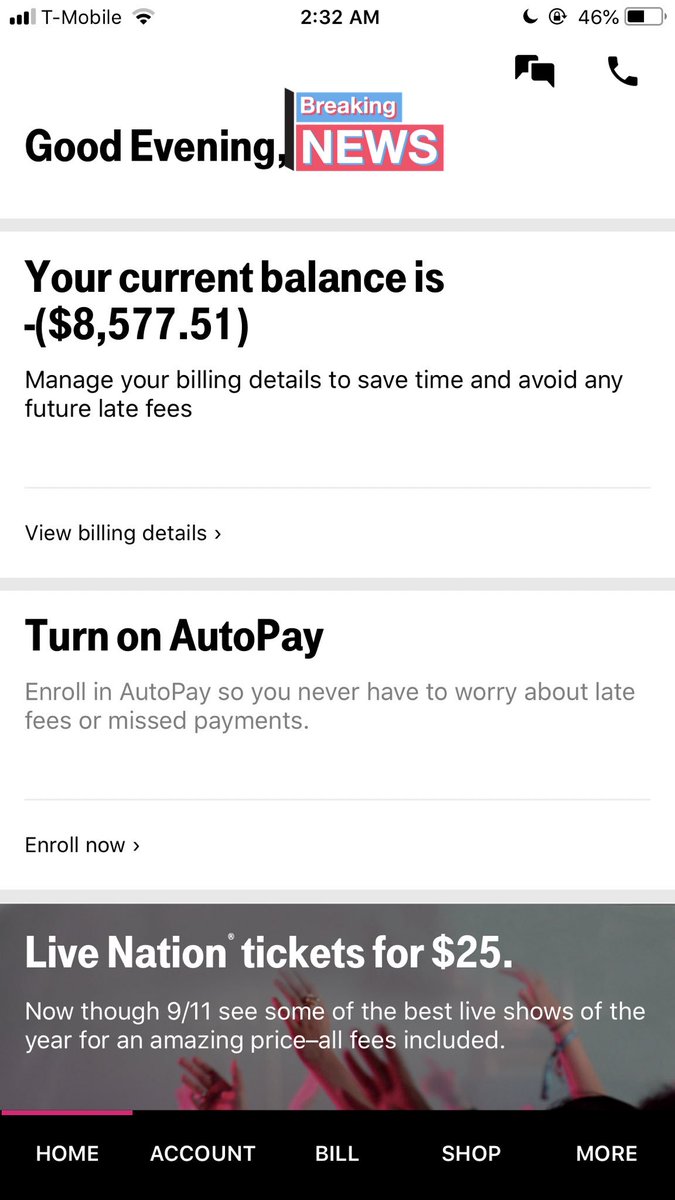 T-Mobile 2:32 AM 46%
Breaking
Good Evening, NEWS
Your current balance is
-($8,577.51)
Manage your billing details to save time and avoid any
future late fees
View billing details ›
Turn on AutoPay
Enroll in AutoPay so you never have to worry about late
fees or missed payments.
Enroll now ›
Live Nation® tickets for $25.
Now though 9/11 see some of the best live shows of the
year for an amazing price–all fees included.
HOME ACCOUNT BILL SHOP MORE